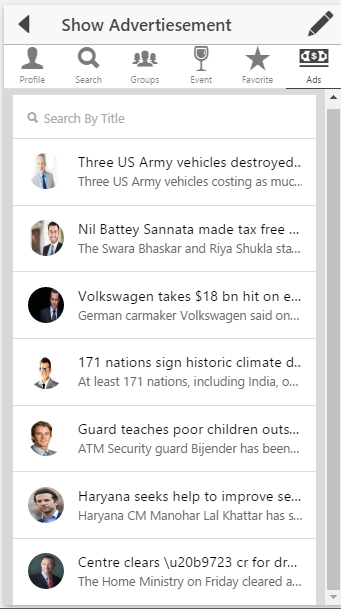 Show Advertiesement
Profile Search Groups Event Favorite Ads
Search By Title
Three US Army vehicles destroyed...
Three US Army vehicles costing as muc...
Nil Battey Sannata made tax free ...
The Swara Bhaskar and Riya Shukla sta...
Volkswagen takes $18 bn hit on e...
German carmaker Volkswagen said on...
171 nations sign historic climate d...
At least 171 nations, including India, o...
Guard teaches poor children outs...
ATM Security guard Bijender has been...
Haryana seeks help to improve se...
Haryana CM Manohar Lal Khattar has s...
Centre clears \u20b9723 cr for dr...
The Home Ministry on Friday cleared a...